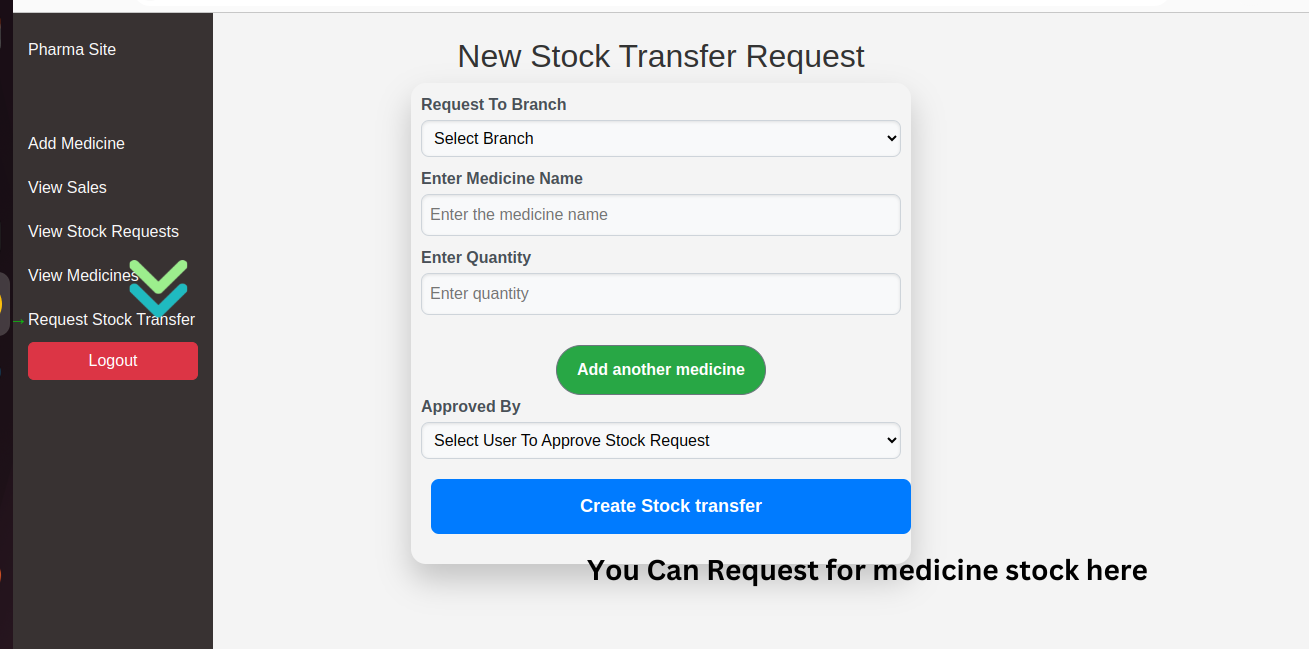 Pharma Site
Add Medicine
View Sales
View Stock Requests
View Medicines
→Request Stock Transfer
Logout
New Stock Transfer Request
Request To Branch
Select Branch
Enter Medicine Name
Enter the medicine name
Enter Quantity
Enter quantity
Add another medicine
Approved By
Select User To Approve Stock Request
Create Stock transfer
You Can Request for medicine stock here